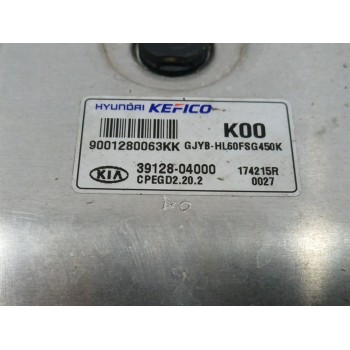 HYUNDAI KEFICO
K00
9001280063KK GJYB-HL60FSG450K
KIA
39128-04000 174215R
CPEGD2.20.2 0027